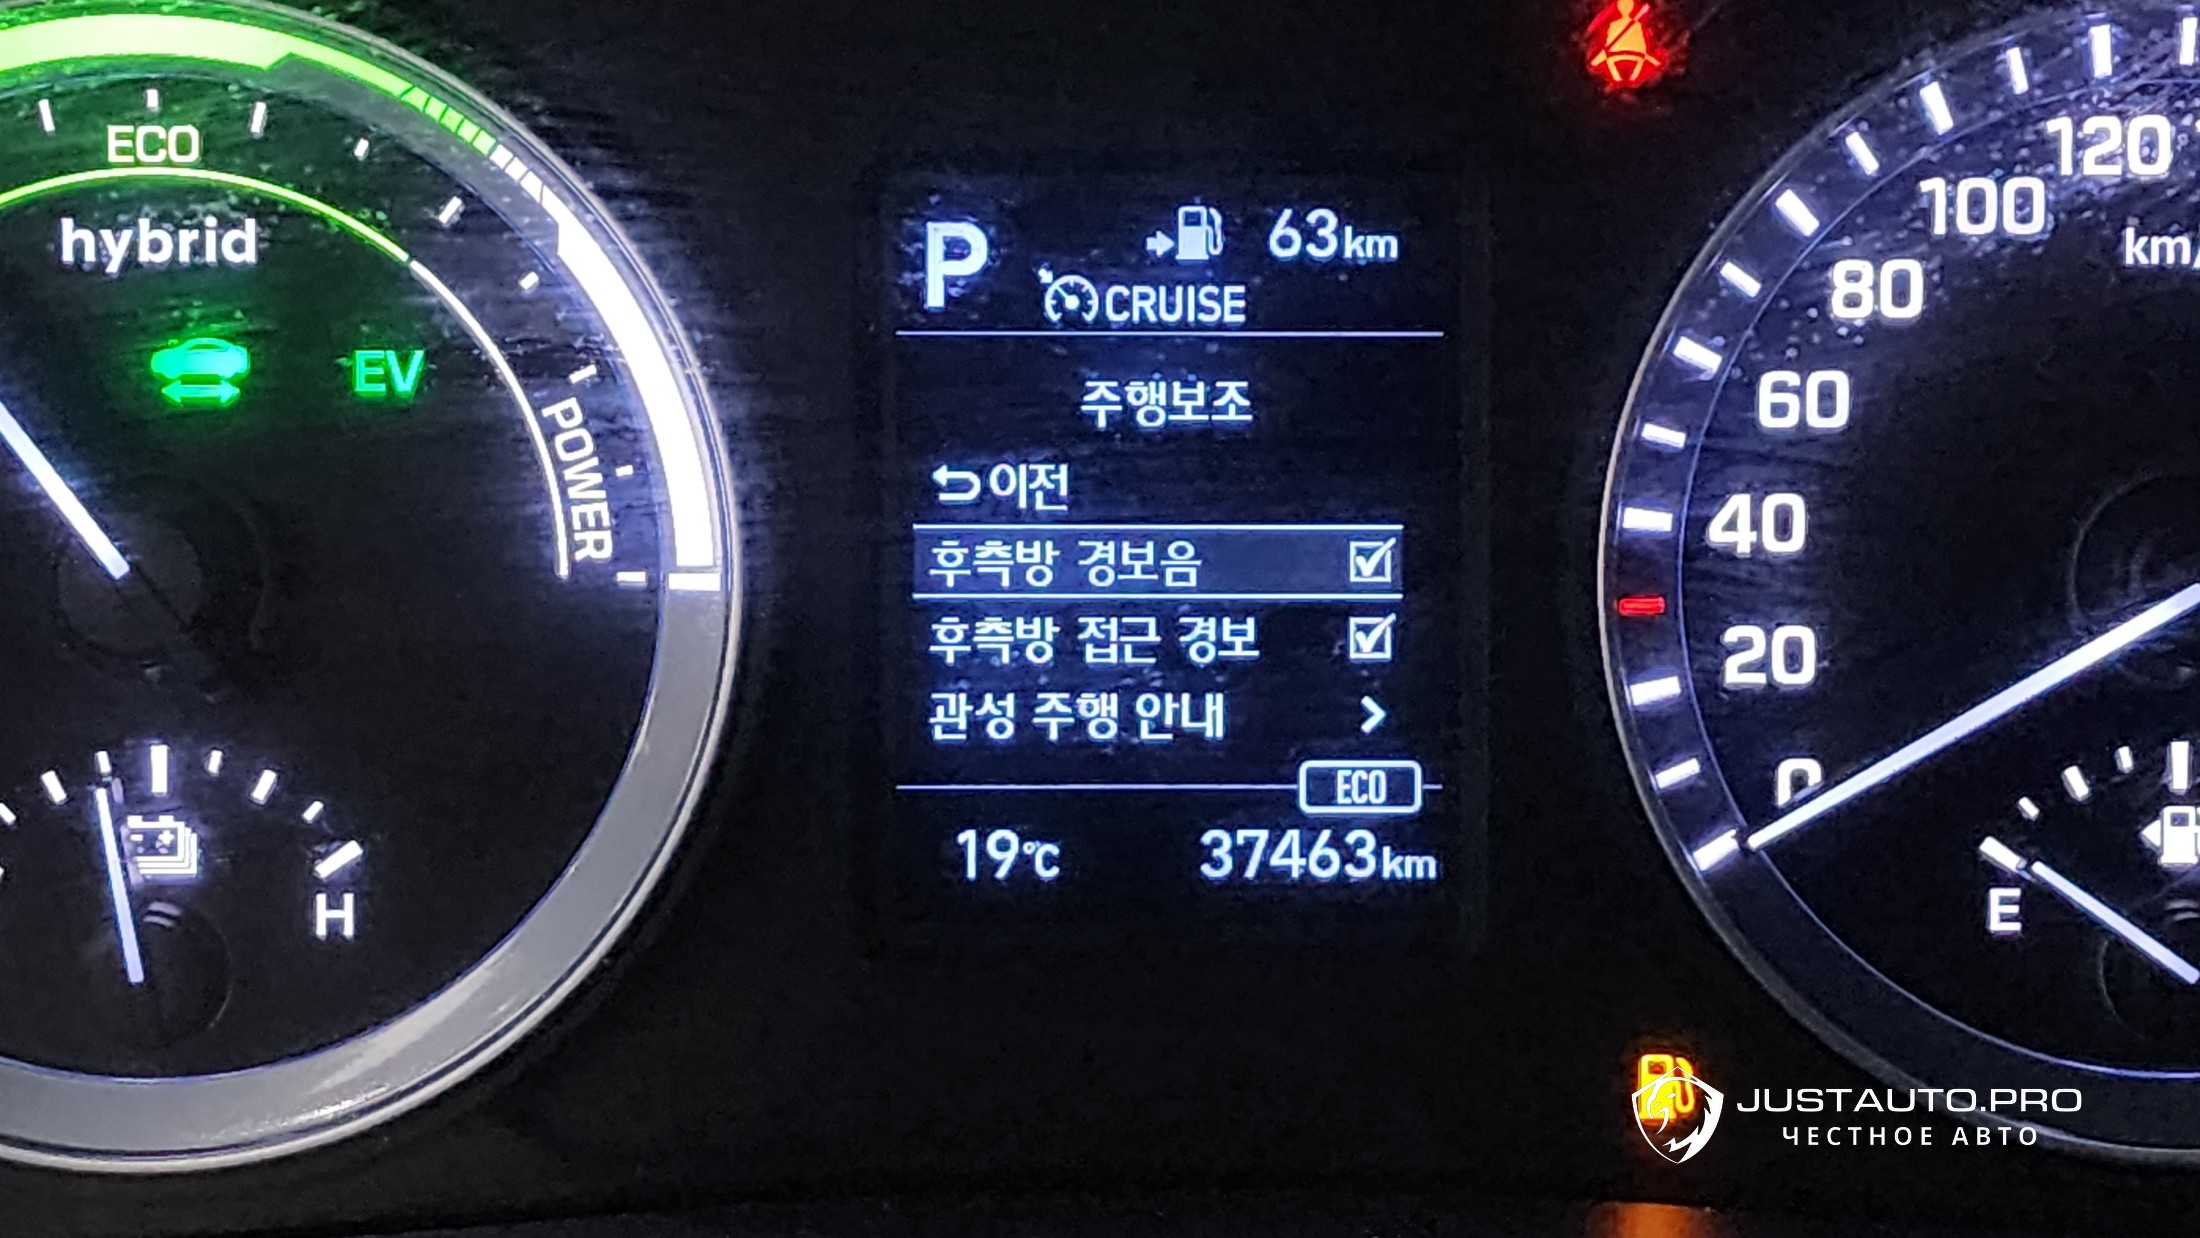 ECO
hybrid
EV
POWER
H
P 63km
CRUISE
주행보조
이전
후측방 경보음
후측방 접근 경보
관성 주행 안내
ECO
19℃ 37463km
120
100
km/
80
60
40
20
0
E
JUSTAUTO.PRO
ЧЕСТНОЕ АВТО